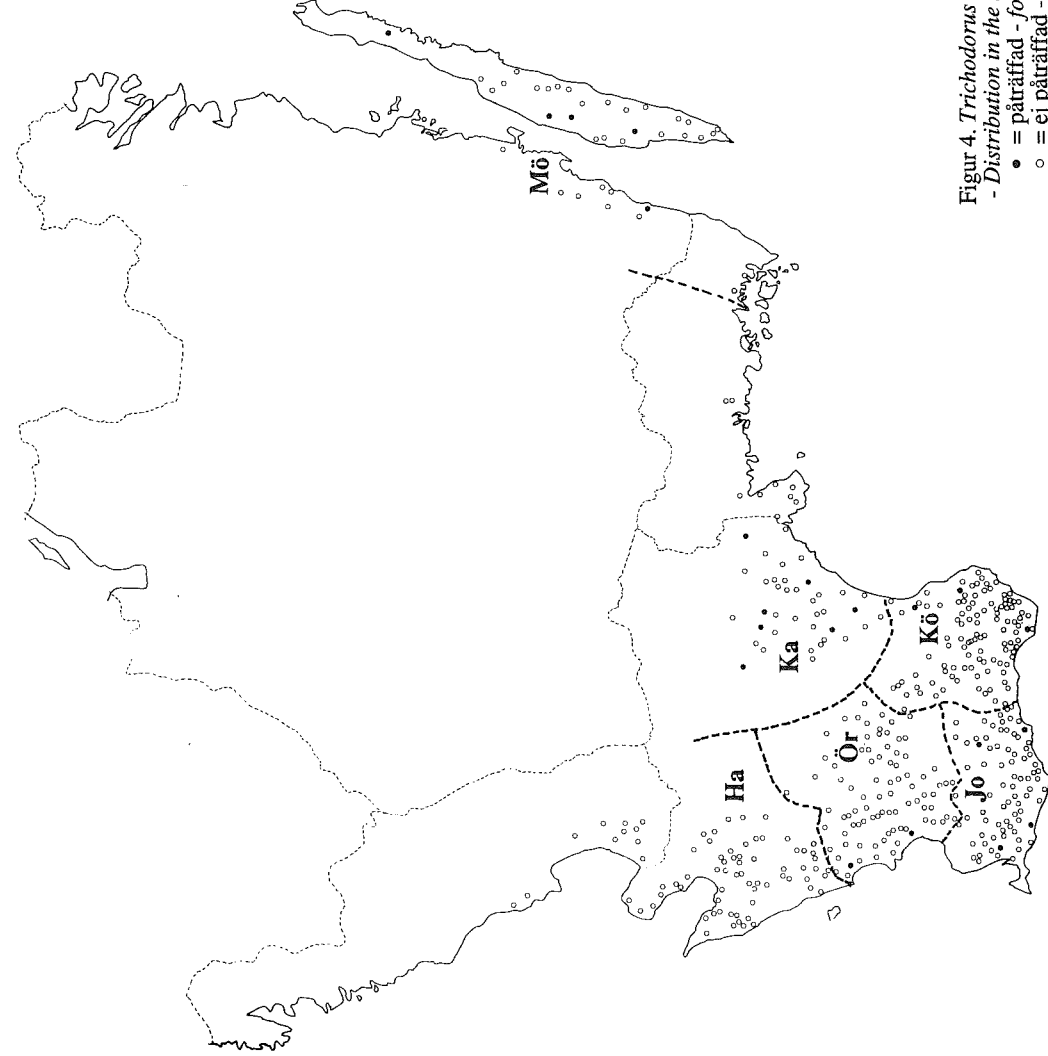 Mö
Ka
Ha
Ör
Kö
Jo
Figur 4. Trichodorus
- Distribution in the
● = påträffad - fo
○ = ej påträffad -